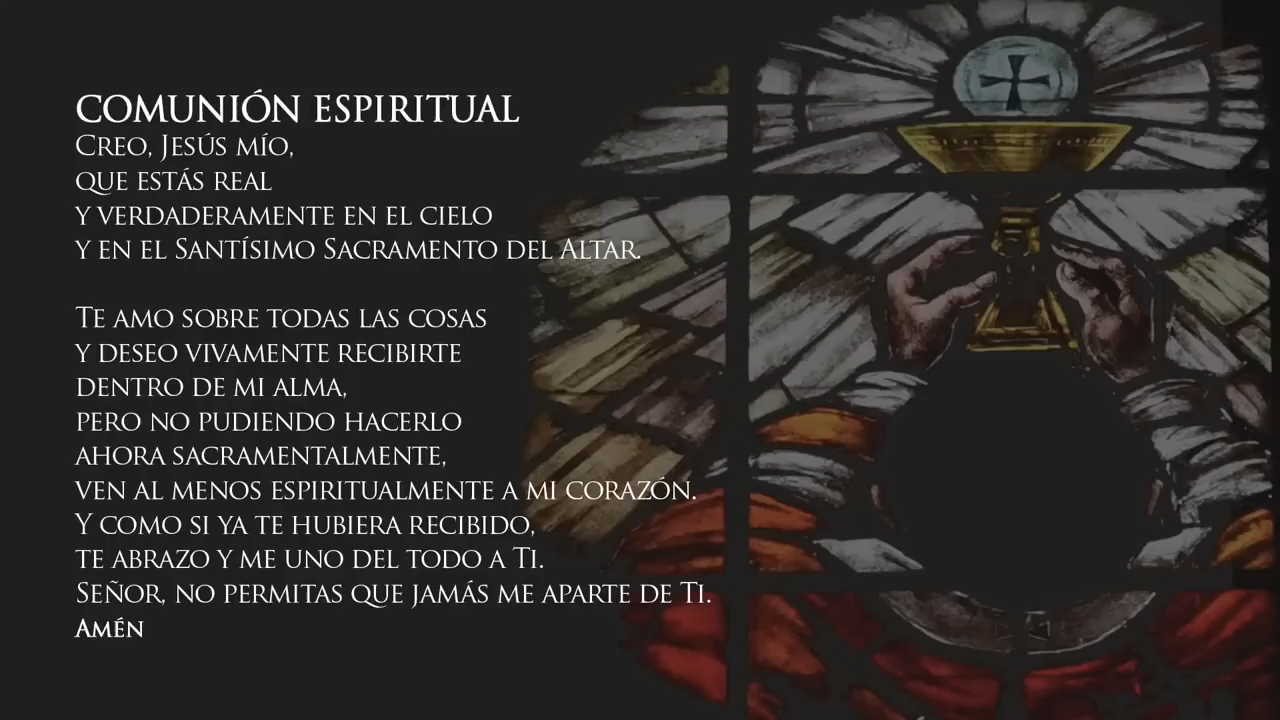 COMUNIÓN ESPIRITUAL
CREO, JESÚS MÍO,
QUE ESTÁS REAL
Y VERDADERAMENTE EN EL CIELO
Y EN EL SANTÍSIMO SACRAMENTO DEL ALTAR.
TE AMO SOBRE TODAS LAS COSAS
Y DESEO VIVAMENTE RECIBIRTE
DENTRO DE MI ALMA,
PERO NO PUDIENDO HACERLO
AHORA SACRAMENTALMENTE,
VEN AL MENOS ESPIRITUALMENTE A MI CORAZÓN.
Y COMO SI YA TE HUBIERA RECIBIDO,
TE ABRAZO Y ME UNO DEL TODO A TI.
SEÑOR, NO PERMITAS QUE JAMÁS ME APARTE DE TI.
AMÉN